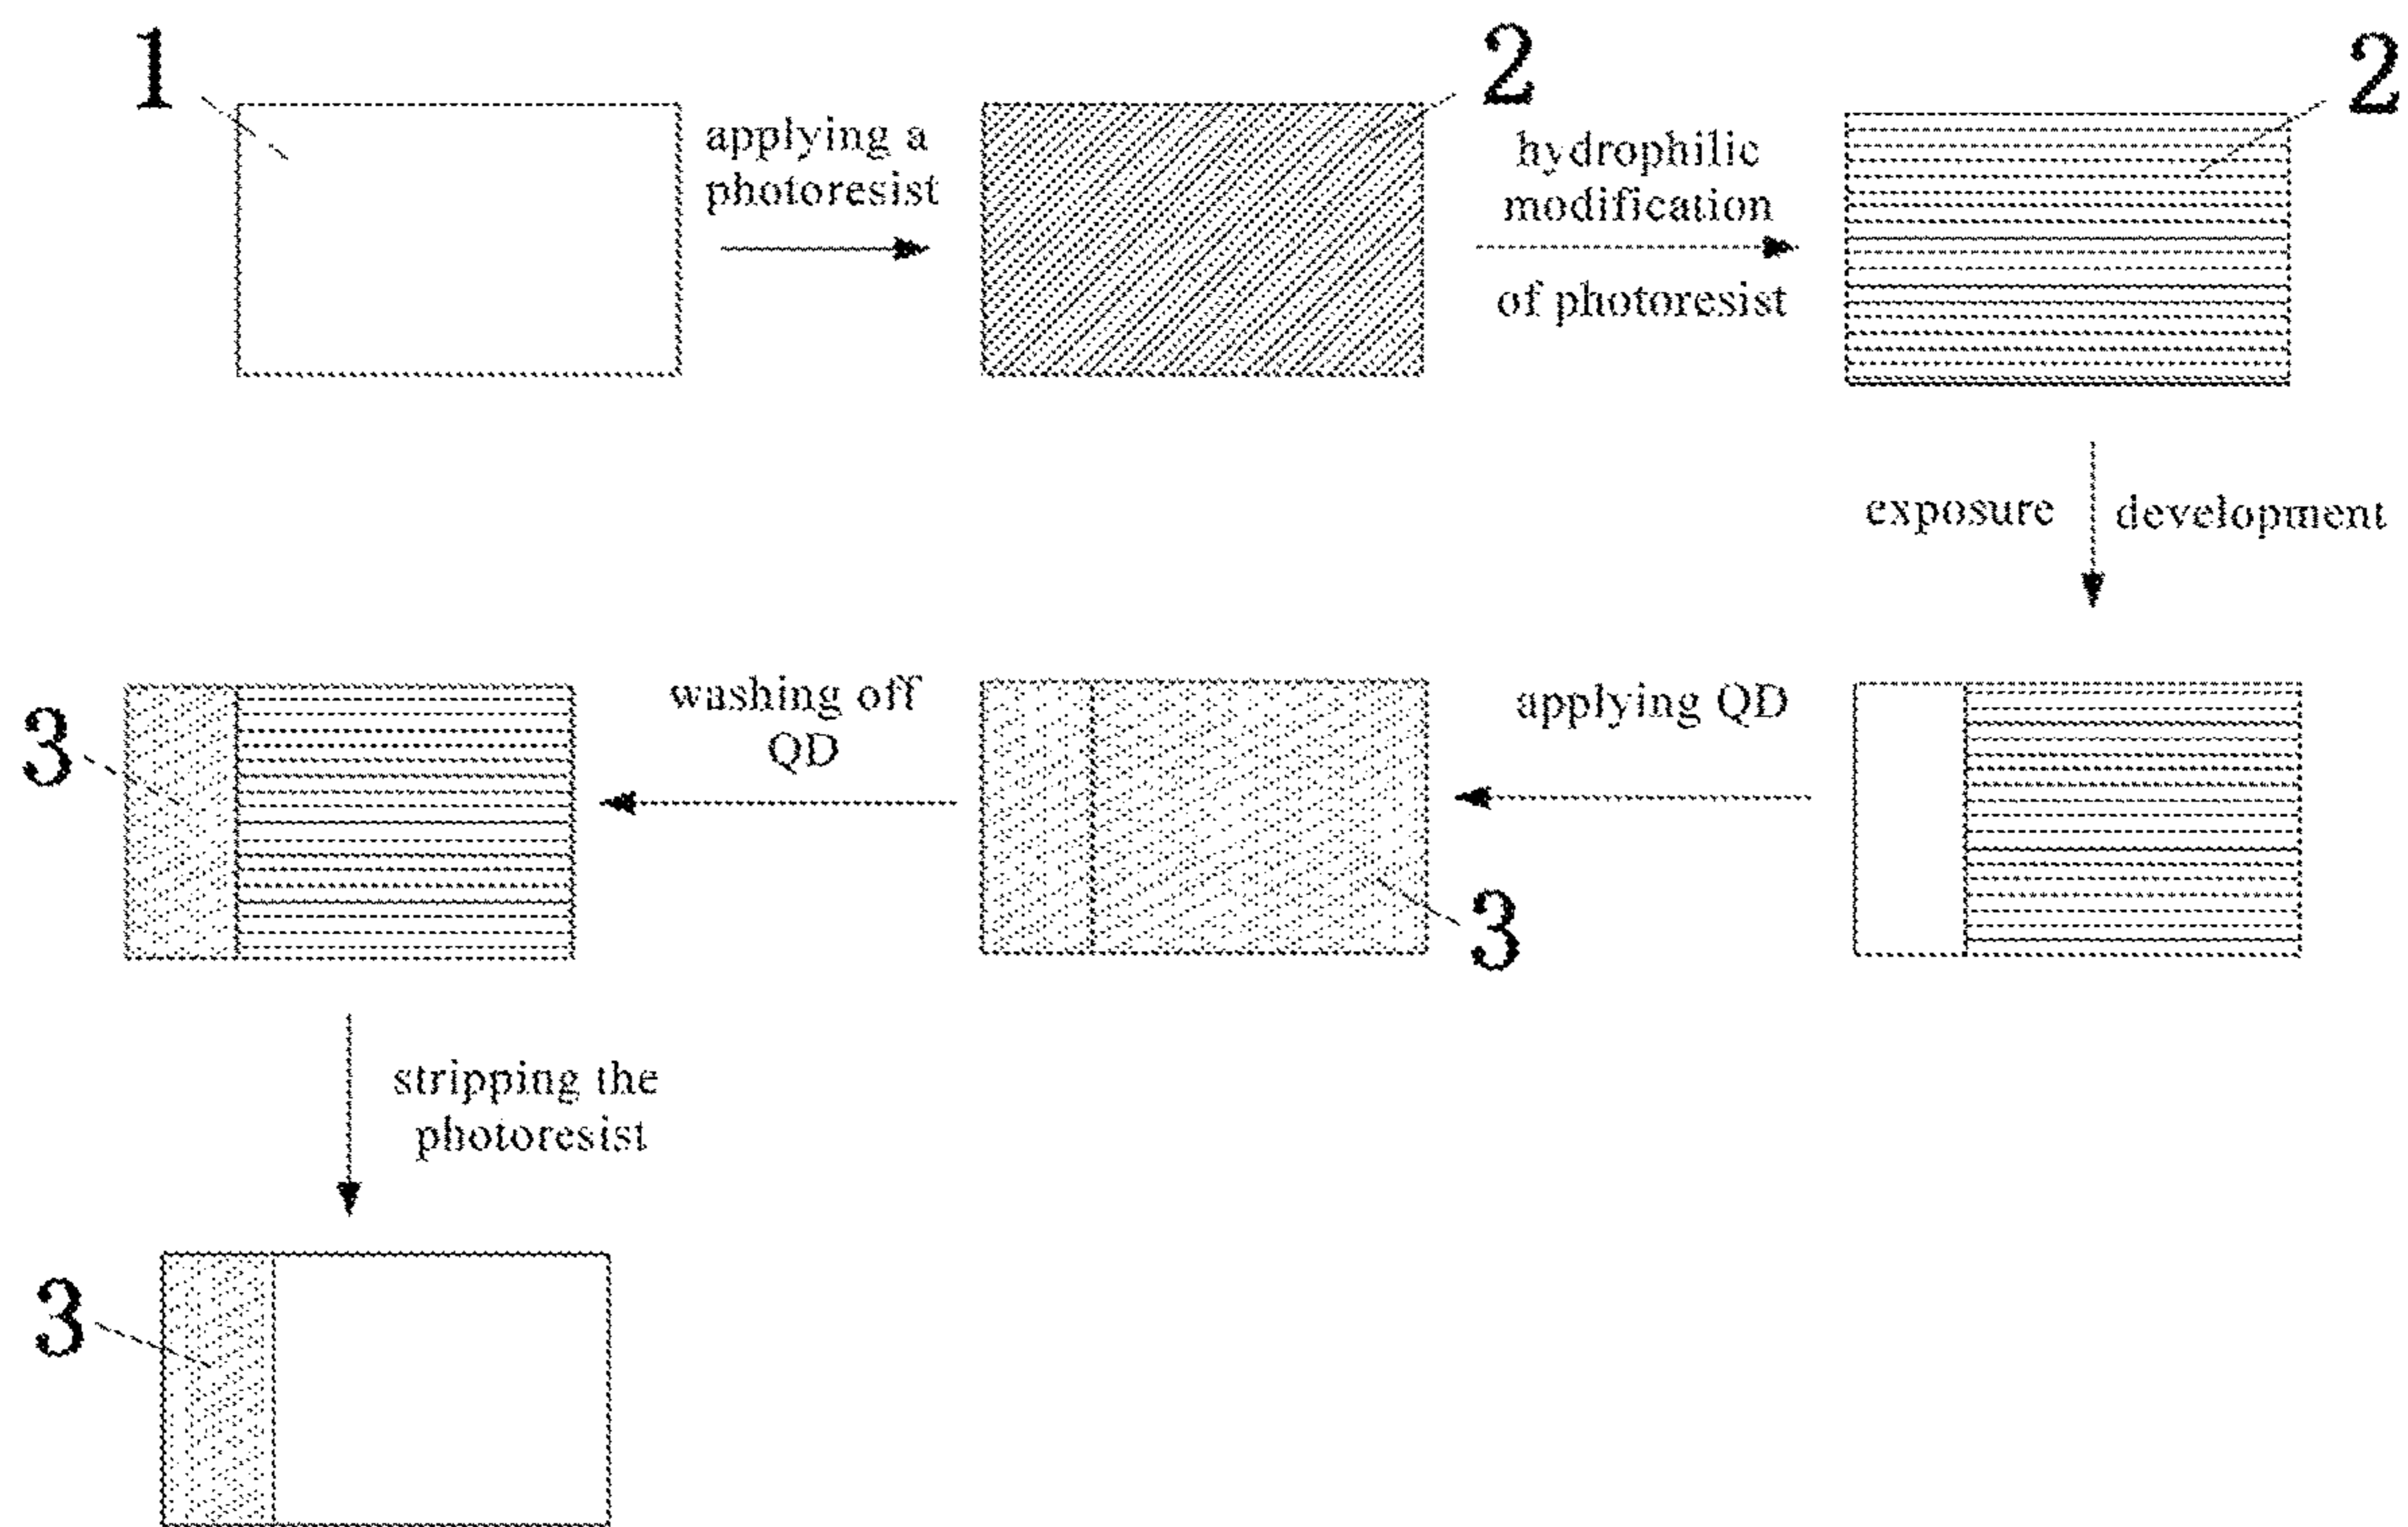 1
applying a
photoresist
2
hydrophilic
modification
of photoresist
2
exposure
development
applying QD
3
washing off
QD
3
stripping the
photoresist
3